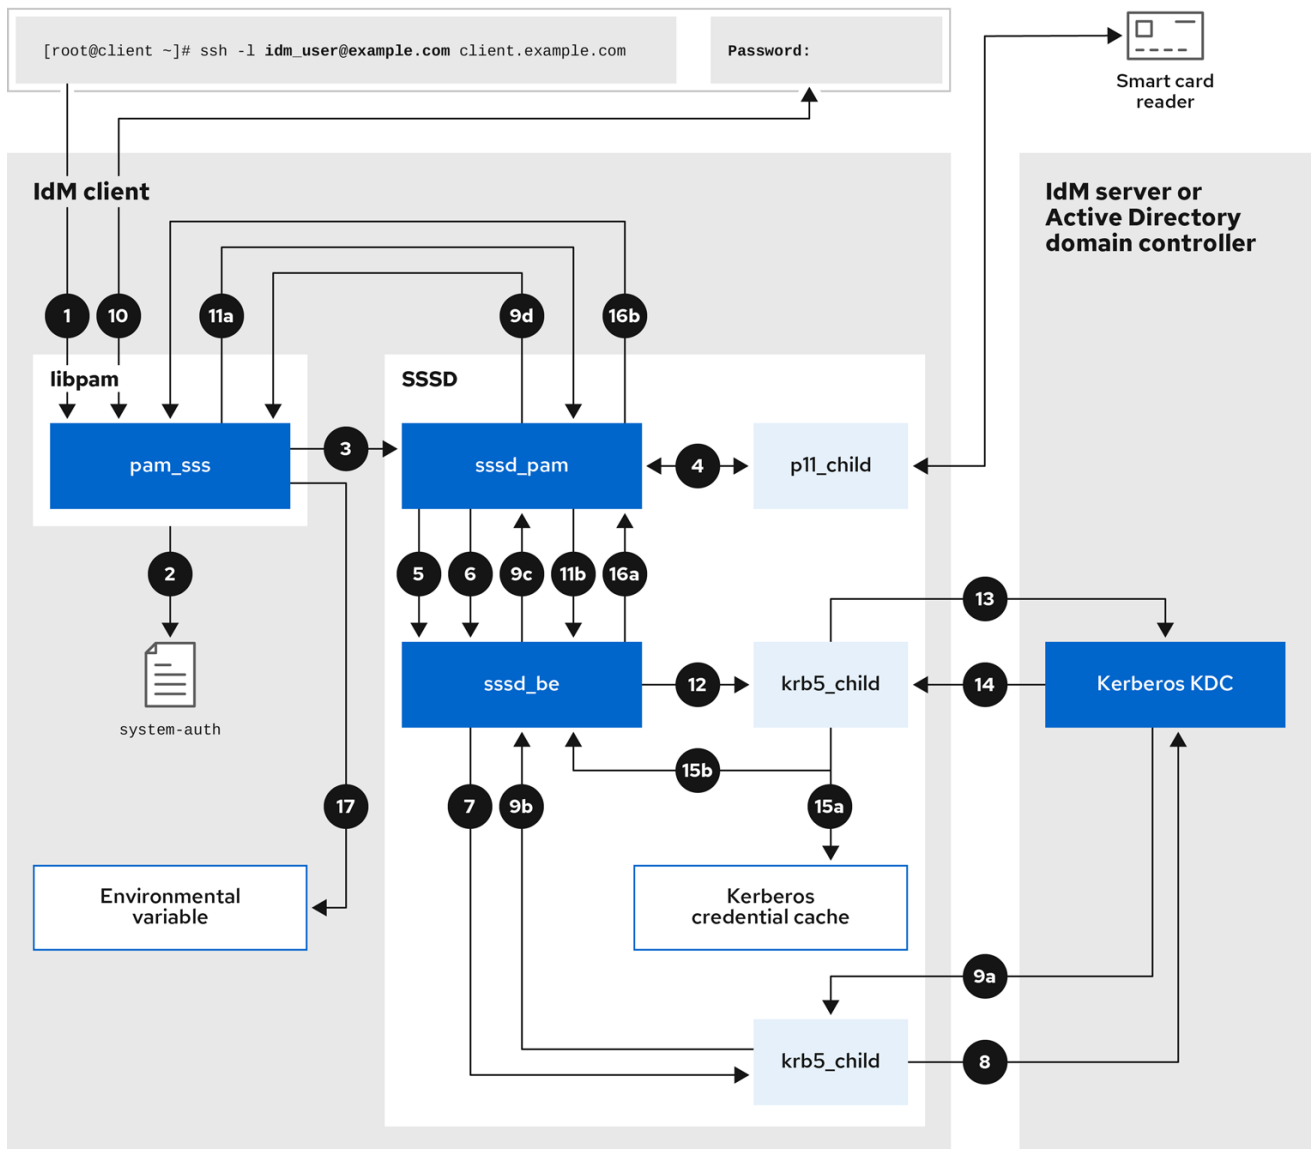 [root@client ~]# ssh -l idm_user@example.com client.example.com
Password:
Smart card
reader
IdM client
IdM server or
Active Directory
domain controller
1
10
11a
9d
16b
libpam
SSSD
pam_sss
3
sssd_pam
4
p11_child
2
5
6
9c
11b
16a
13
system-auth
sssd_be
12
krb5_child
14
Kerberos KDC
15b
17
7
9b
15a
Environmental
variable
Kerberos
credential cache
9a
krb5_child
8